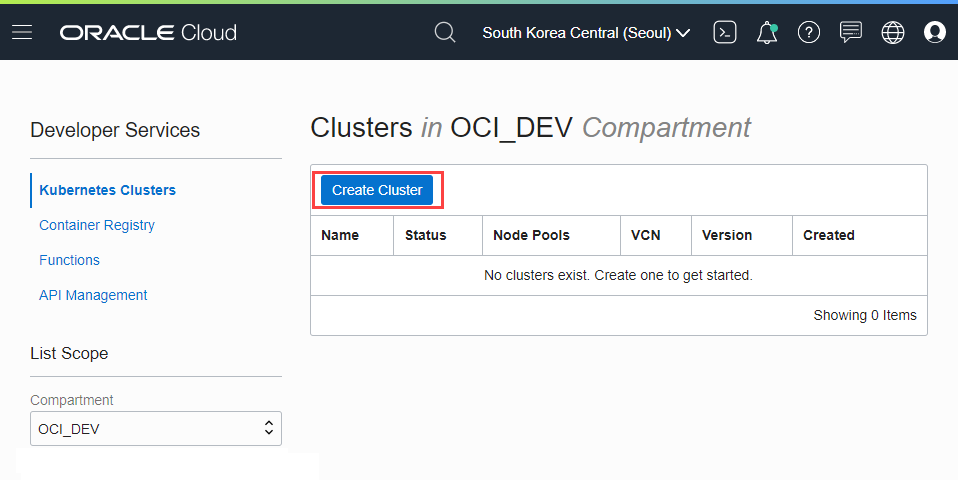 ORACLE Cloud
South Korea Central (Seoul)
Developer Services
Kubernetes Clusters
Container Registry
Functions
API Management
List Scope
Compartment
OCI_DEV
Clusters in OCI_DEV Compartment
Create Cluster
Name Status Node Pools VCN Version Created
No clusters exist. Create one to get started.
Showing 0 Items